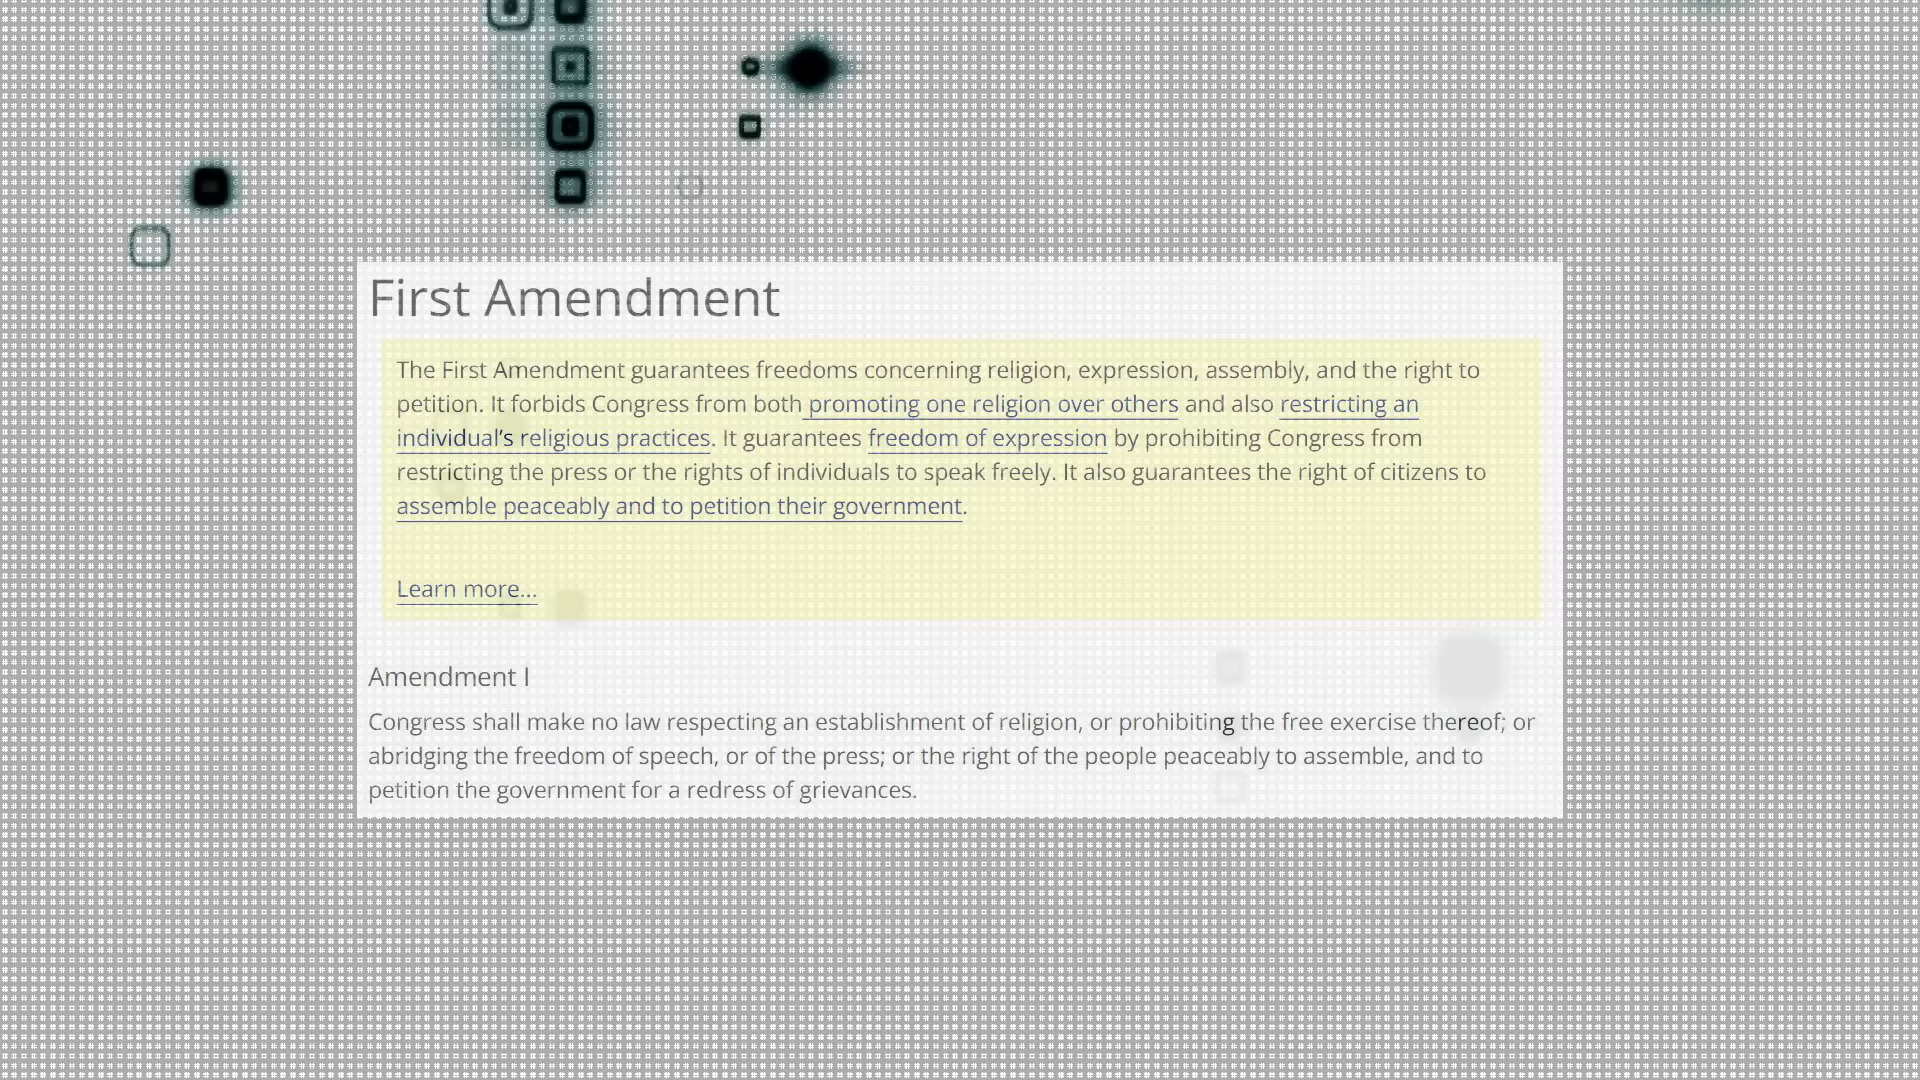 First Amendment
The First Amendment guarantees freedoms concerning religion, expression, assembly, and the right to
petition. It forbids Congress from both promoting one religion over others and also restricting an
individual’s religious practices. It guarantees freedom of expression by prohibiting Congress from
restricting the press or the rights of individuals to speak freely. It also guarantees the right of citizens to
assemble peaceably and to petition their government.
Learn more...
Amendment I
Congress shall make no law respecting an establishment of religion, or prohibiting the free exercise thereof; or
abridging the freedom of speech, or of the press; or the right of the people peaceably to assemble, and to
petition the government for a redress of grievances.